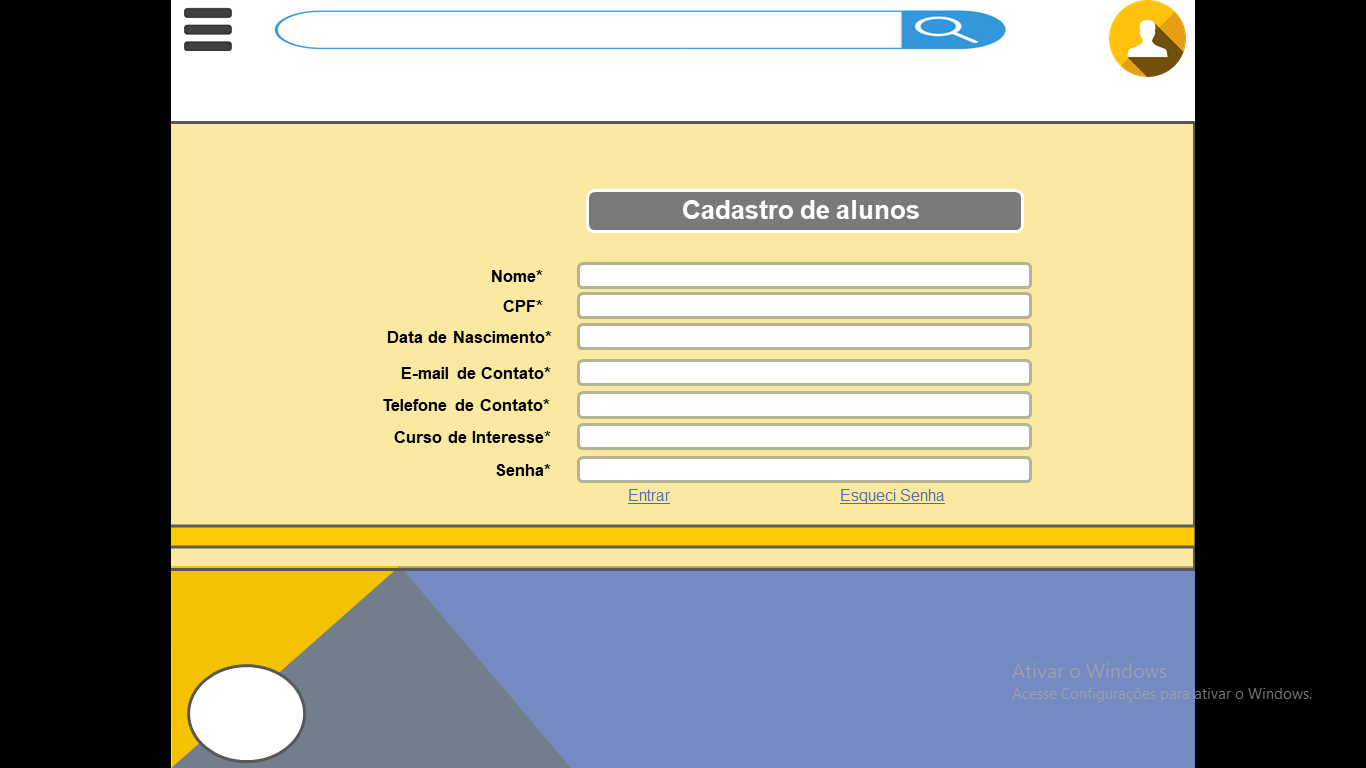 Cadastro de alunos
Nome*
CPF*
Data de Nascimento*
E-mail de Contato*
Telefone de Contato*
Curso de Interesse*
Senha*
Entrar Esqueci Senha
Ativar o Windows
Acesse Configurações para ativar o Windows.